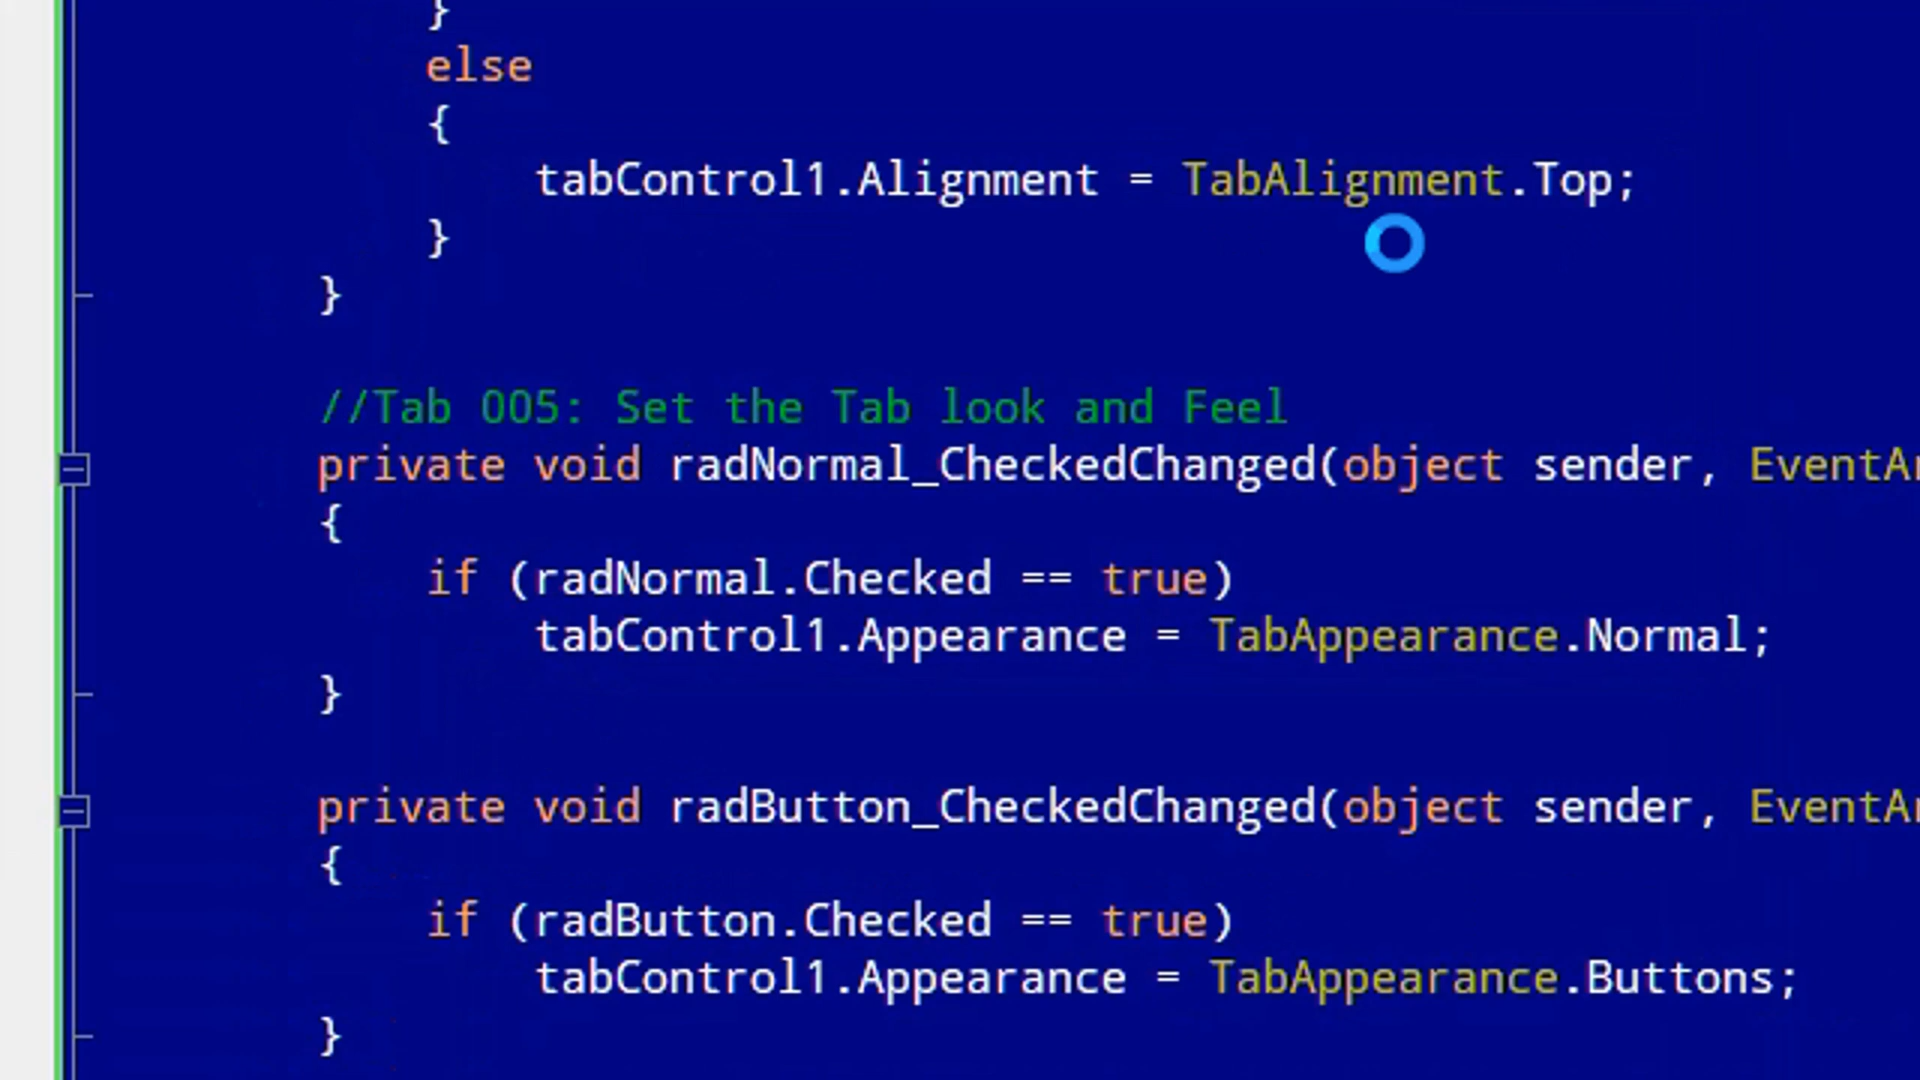 }
else
{
tabControl1.Alignment = TabAlignment.Top;
}
}
//Tab 005: Set the Tab look and Feel
private void radNormal_CheckedChanged(object sender, EventAr
{
if (radNormal.Checked == true)
tabControl1.Appearance = TabAppearance.Normal;
}
private void radButton_CheckedChanged(object sender, EventAr
{
if (radButton.Checked == true)
tabControl1.Appearance = TabAppearance.Buttons;
}